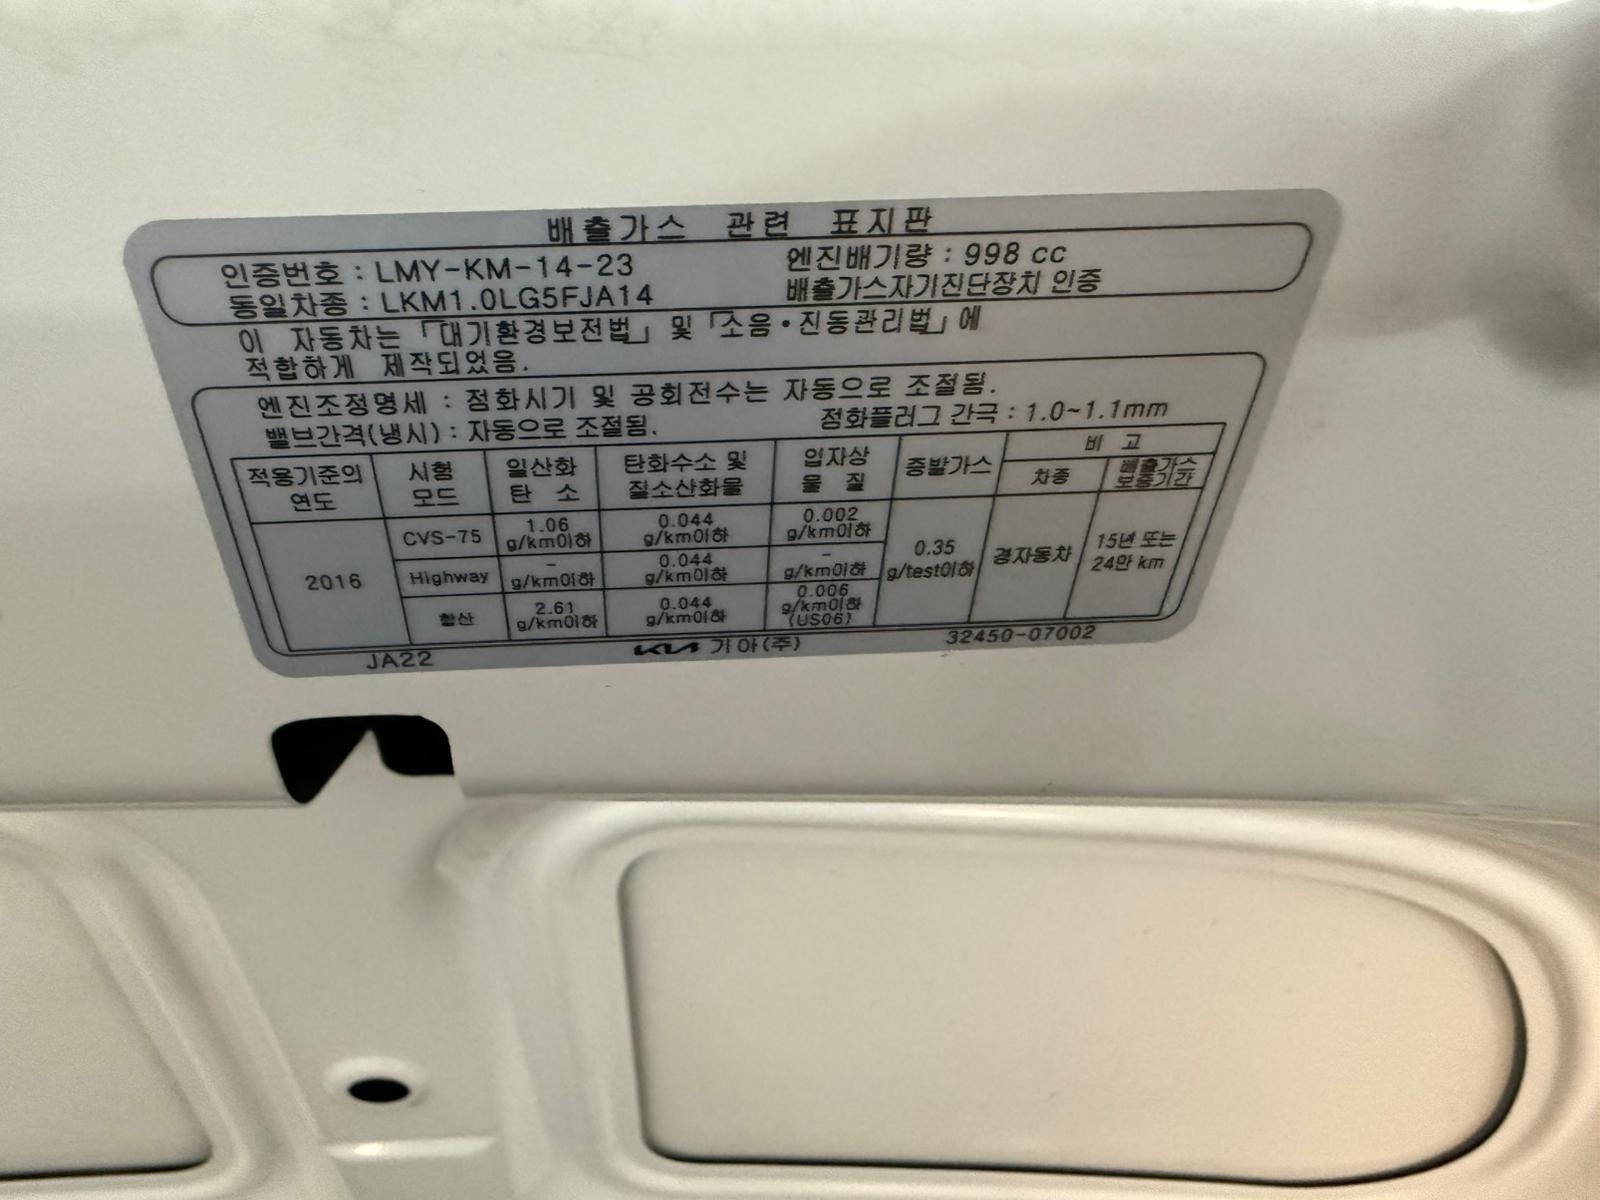 배출가스 관련 표지판
인증번호 : LMY-KM-14-23 엔진배기량 : 998 cc
동일차종 : LKM1.0LG5FJA14 배출가스자기진단장치 인증
이 자동차는 「대기환경보전법」 및 「소음・진동관리법」에
적합하게 제작되었음.
엔진조정명세 : 점화시기 및 공회전수는 자동으로 조절됨.
밸브간격(냉시) : 자동으로 조절됨. 점화플러그 간극 : 1.0~1.1mm
적용기준의 연도 시험 모드 일산화 탄 소 탄화수소 및 질소산화물 입자상 물 질 증발가스 비 고
차종 배출가스 보증기간
2016 CVS-75 1.06 g/km이하 0.044 g/km이하 0.002 g/km이하 0.35 g/test이하 경자동차 15년 또는 24만 km
Highway - g/km이하 0.044 g/km이하 - g/km이하
합산 2.61 g/km이하 0.044 g/km이하 0.006 g/km이하 (US06)
JA22 KIA 기아(주) 32450-07002